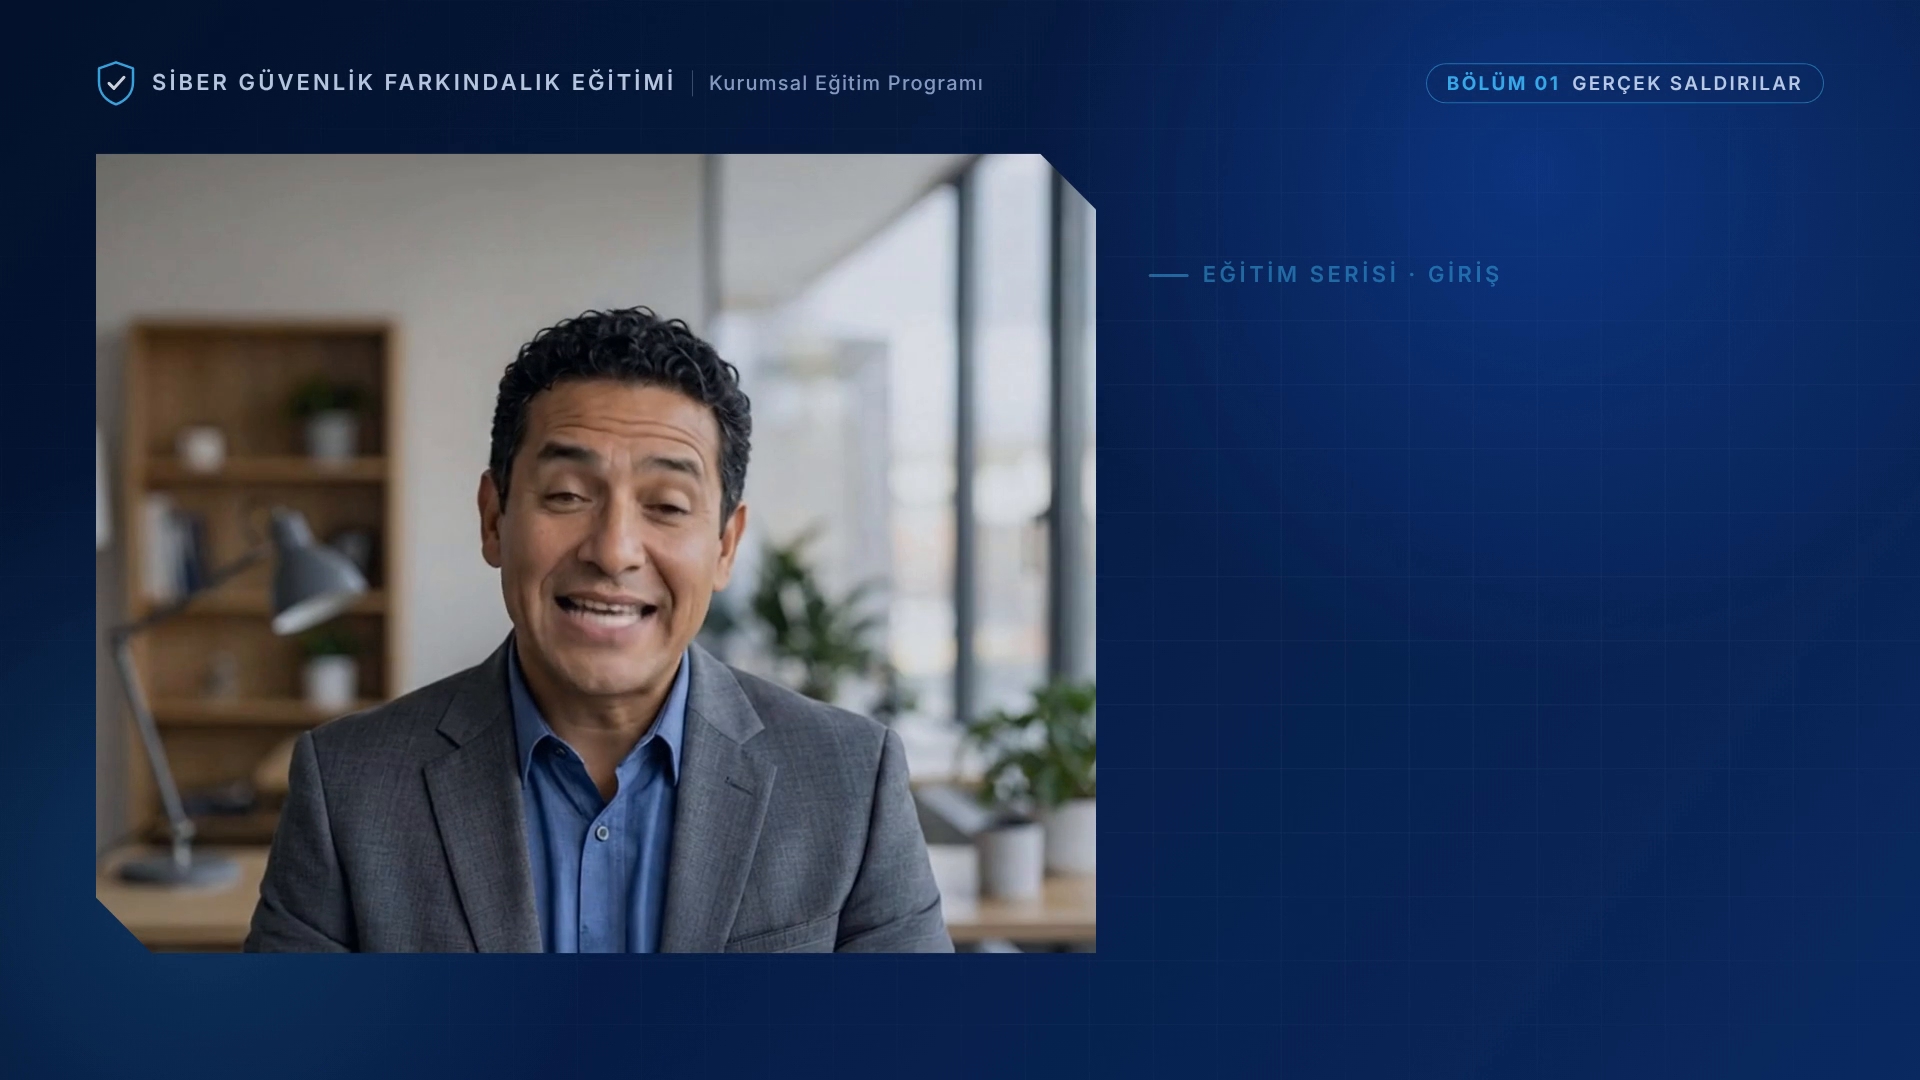 SİBER GÜVENLİK FARKINDALIK EĞİTİMİ Kurumsal Eğitim Programı
BÖLÜM 01 GERÇEK SALDIRILAR
EĞİTİM SERİSİ · GİRİŞ